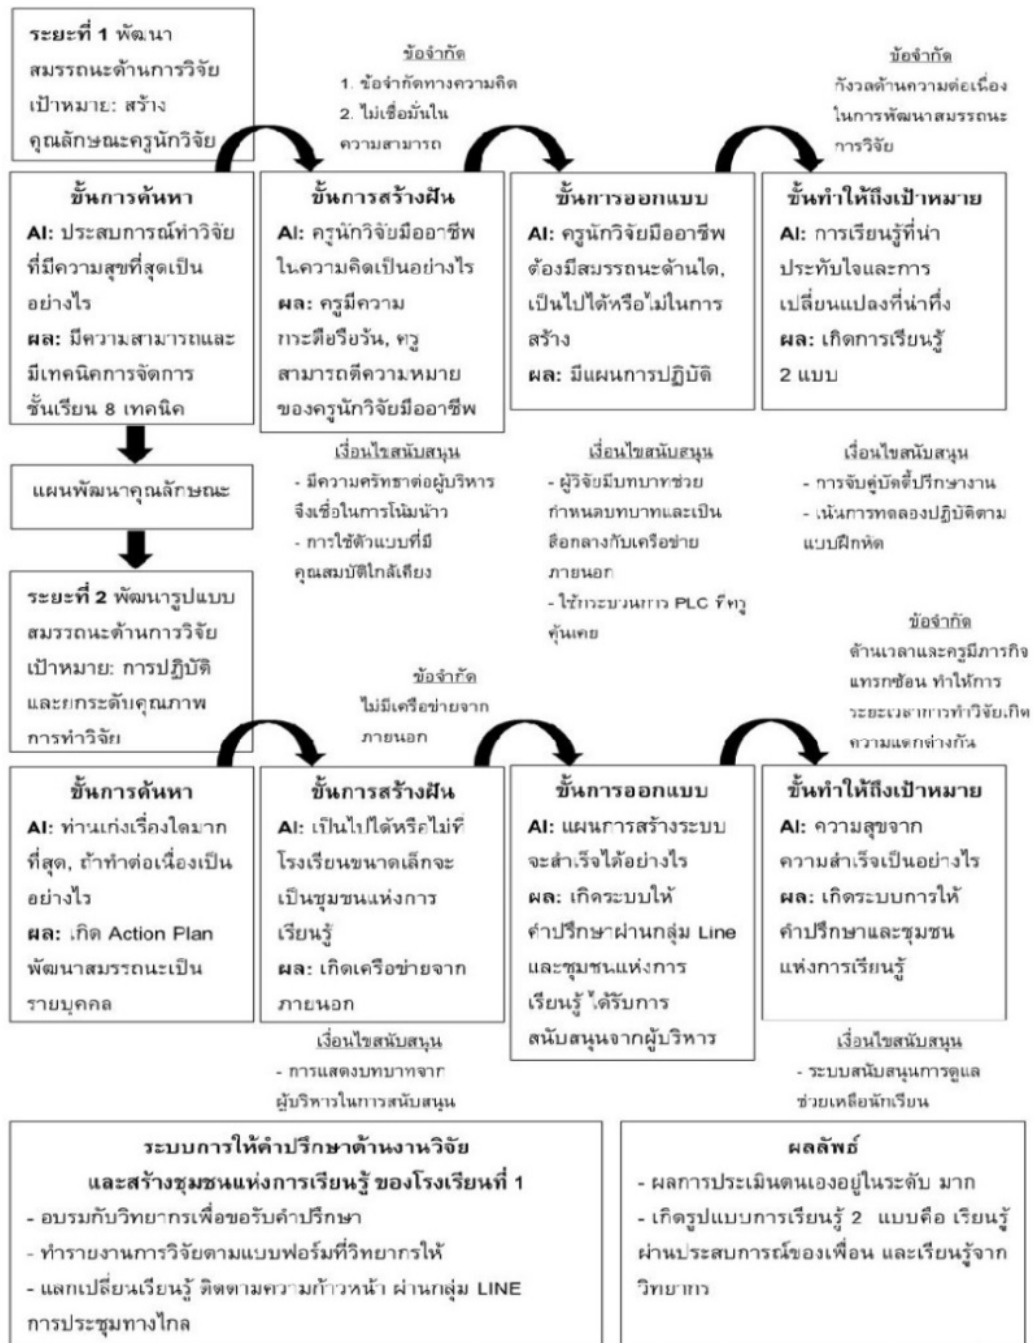 ระยะที่ 1 พัฒนา
สมรรถนะด้านการวิจัย
เป้าหมาย: สร้าง
คุณลักษณะครูนักวิจัย
ข้อจำกัด
1. ข้อจำกัดทางความคิด
2. ไม่เชื่อมั่นใน
ความสามารถ
ข้อจำกัด
กังวลด้านความต่อเนื่อง
ในการพัฒนาสมรรถนะ
การวิจัย
ขั้นการค้นหา
AI: ประสบการณ์ทำวิจัย
ที่มีความสุขที่สุดเป็น
อย่างไร
ผล: มีความสามารถและ
มีเทคนิคการจัดการ
ชั้นเรียน 8 เทคนิค
ขั้นการสร้างฝัน
AI: ครูนักวิจัยมืออาชีพ
ในความคิดเป็นอย่างไร
ผล: ครูมีความ
กระตือรือร้น, ครู
สามารถตีความหมาย
ของครูนักวิจัยมืออาชีพ
ขั้นการออกแบบ
AI: ครูนักวิจัยมืออาชีพ
ต้องมีสมรรถนะด้านใด,
เป็นไปได้หรือไม่ในการ
สร้าง
ผล: มีแผนการปฏิบัติ
ขั้นทำให้ถึงเป้าหมาย
AI: การเรียนรู้ที่น่า
ประทับใจและการ
เปลี่ยนแปลงที่น่าทึ่ง
ผล: เกิดการเรียนรู้
2 แบบ
แผนพัฒนาคุณลักษณะ
เงื่อนไขสนับสนุน
- มีความศรัทธาต่อผู้บริหาร
จึงเชื่อในการโน้มน้าว
- การใช้ตัวแบบที่มี
คุณสมบัติใกล้เคียง
เงื่อนไขสนับสนุน
- ผู้วิจัยมีบทบาทช่วย
กำหนดบทบาทและเป็น
สื่อกลางกับเครือข่าย
ภายนอก
- ใช้กระบวนการ PLC ที่ครู
คุ้นเคย
เงื่อนไขสนับสนุน
- การจับคู่บัดดี้ปรึกษางาน
- เน้นการทดลองปฏิบัติตาม
แบบฝึกหัด
ระยะที่ 2 พัฒนารูปแบบ
สมรรถนะด้านการวิจัย
เป้าหมาย: การปฏิบัติ
และยกระดับคุณภาพ
การทำวิจัย
ข้อจำกัด
ไม่มีเครือข่ายจาก
ภายนอก
ข้อจำกัด
ด้านเวลาและครูมีภารกิจ
แทรกซ้อน ทำให้การ
ระยะเวลาการทำวิจัยเกิด
ความแตกต่างกัน
ขั้นการค้นหา
AI: ท่านเก่งเรื่องใดมาก
ที่สุด, ถ้าทำต่อเนื่องเป็น
อย่างไร
ผล: เกิด Action Plan
พัฒนาสมรรถนะเป็น
รายบุคคล
ขั้นการสร้างฝัน
AI: เป็นไปได้หรือไม่ที่
โรงเรียนขนาดเล็กจะ
เป็นชุมชนแห่งการ
เรียนรู้
ผล: เกิดเครือข่ายจาก
ภายนอก
ขั้นการออกแบบ
AI: แผนการสร้างระบบ
จะสำเร็จได้อย่างไร
ผล: เกิดระบบให้
คำปรึกษาผ่านกลุ่ม Line
และชุมชนแห่งการ
เรียนรู้ ได้รับการ
สนับสนุนจากผู้บริหาร
ขั้นทำให้ถึงเป้าหมาย
AI: ความสุขจาก
ความสำเร็จเป็นอย่างไร
ผล: เกิดระบบการให้
คำปรึกษาและชุมชน
แห่งการเรียนรู้
เงื่อนไขสนับสนุน
- การแสดงบทบาทจาก
ผู้บริหารในการสนับสนุน
เงื่อนไขสนับสนุน
- ระบบสนับสนุนการดูแล
ช่วยเหลือนักเรียน
ระบบการให้คำปรึกษาด้านงานวิจัย
และสร้างชุมชนแห่งการเรียนรู้ ของโรงเรียนที่ 1
- อบรมกับวิทยากรเพื่อขอรับคำปรึกษา
- ทำรายงานการวิจัยตามแบบฟอร์มที่วิทยากรให้
- แลกเปลี่ยนเรียนรู้ ติดตามความก้าวหน้า ผ่านกลุ่ม LINE
การประชุมทางไกล
ผลลัพธ์
- ผลการประเมินตนเองอยู่ในระดับ มาก
- เกิดรูปแบบการเรียนรู้ 2 แบบคือ เรียนรู้
ผ่านประสบการณ์ของเพื่อน และเรียนรู้จาก
วิทยากร